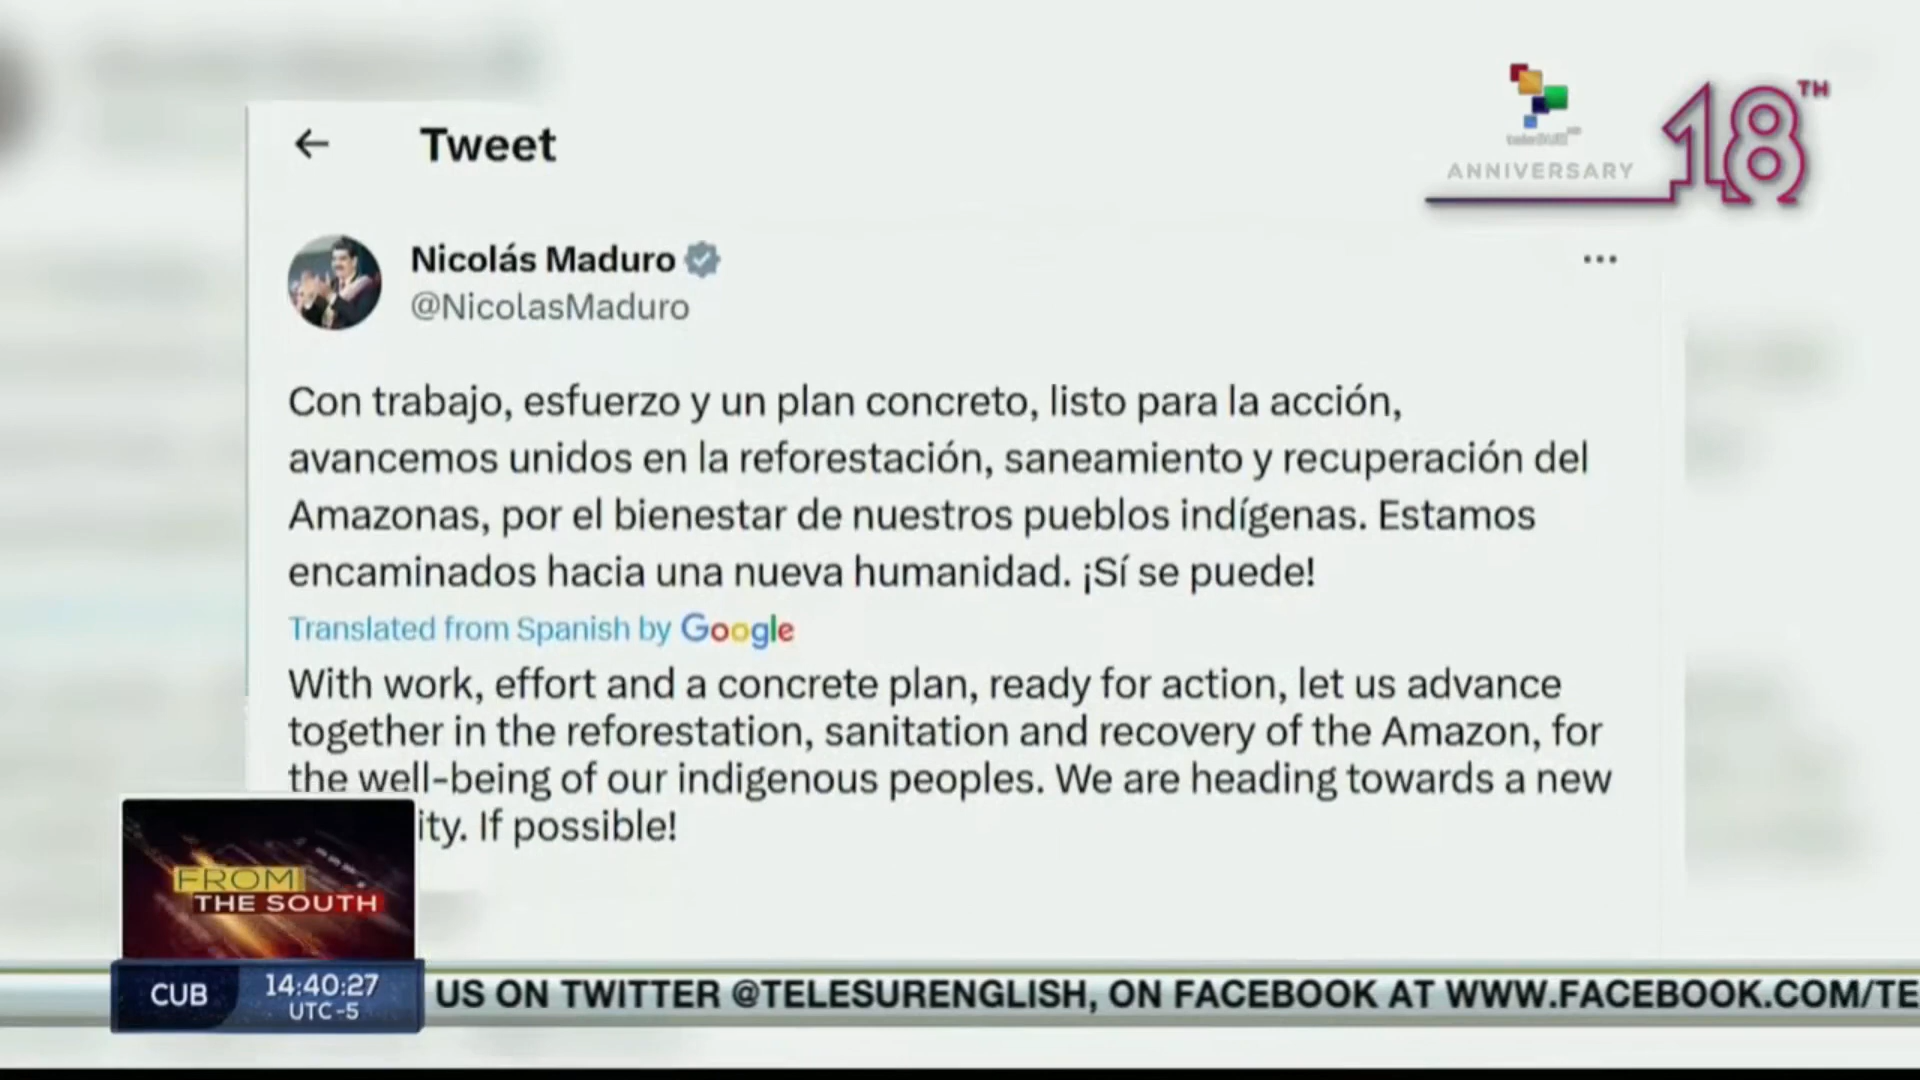 Tweet
18TH
teleSUR HD
ANNIVERSARY
Nicolás Maduro
@NicolasMaduro
Con trabajo, esfuerzo y un plan concreto, listo para la acción,
avancemos unidos en la reforestación, saneamiento y recuperación del
Amazonas, por el bienestar de nuestros pueblos indígenas. Estamos
encaminados hacia una nueva humanidad. ¡Sí se puede!
Translated from Spanish by Google
With work, effort and a concrete plan, ready for action, let us advance
together in the reforestation, sanitation and recovery of the Amazon, for
the well-being of our indigenous peoples. We are heading towards a new
ity. If possible!
FROM
THE SOUTH
CUB
14:40:27
UTC-5
US ON TWITTER @TELESURENGLISH, ON FACEBOOK AT WWW.FACEBOOK.COM/TE